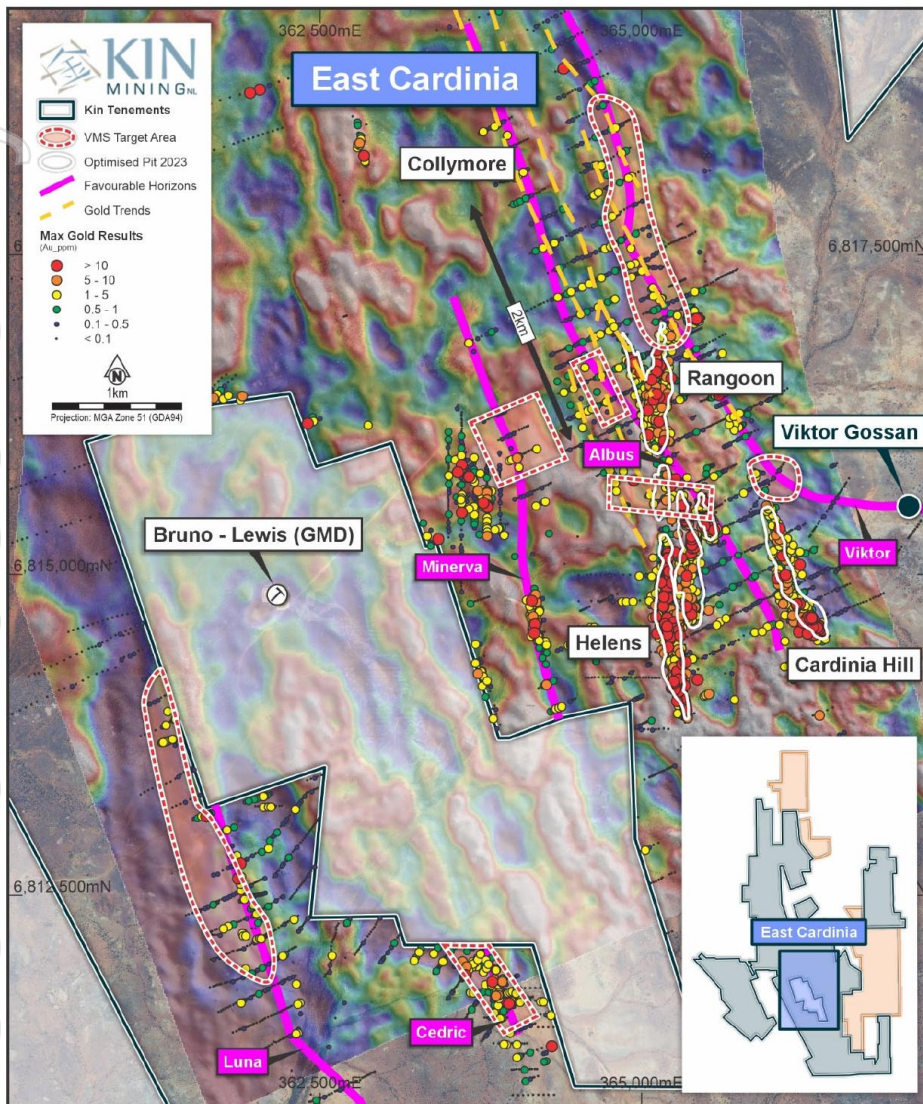 362,500mE
365,000mE
KIN
MINING NL
Kin Tenements
VMS Target Area
Optimised Pit 2023
Favourable Horizons
Gold Trends
Max Gold Results
(Au_ppm)
> 10
5 - 10
1 - 5
0.5 - 1
0.1 - 0.5
< 0.1
N
1km
Projection: MGA Zone 51 (GDA94)
East Cardinia
Collymore
6,817,500mN
2km
Rangoon
Albus
Viktor Gossan
Bruno - Lewis (GMD)
Minerva
Viktor
6,815,000mN
Helens
Cardinia Hill
6,812,500mN
East Cardinia
Cedric
Luna
362,500mE
365,000mE